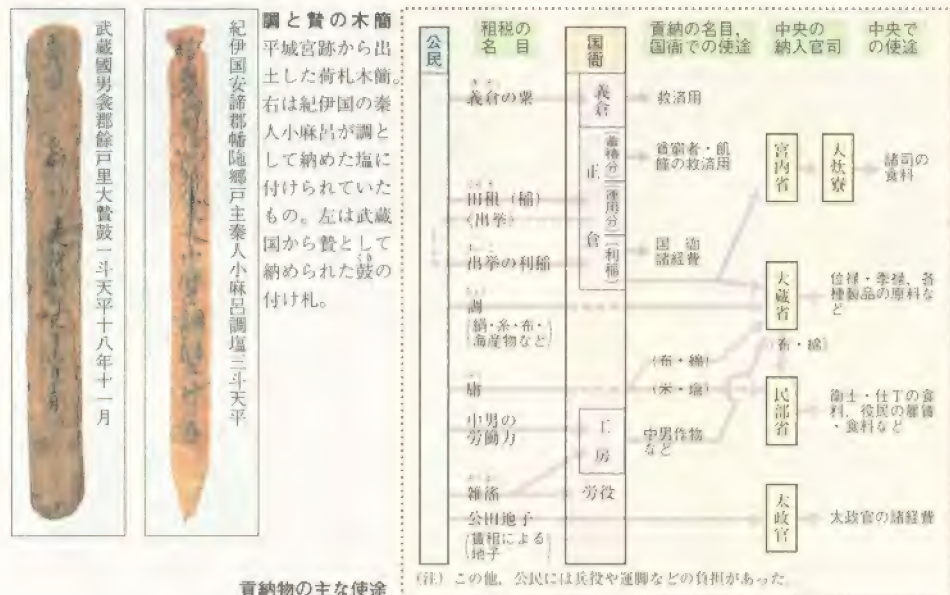 調と贄の木簡
平城宮跡から出
土した荷札木簡。
右は紀伊国の秦
人小麻呂が調と
して納めた塩に
付けられていた
もの。左は武蔵
国から贄として
納められた鼓の
付け札。
紀伊国安諦郡幡陁郷戸主秦人小麻呂調塩三斗天平
武蔵國男衾郡餘戸里大贄鼓一斗天平十八年十一月
貢納物の主な使途
公民
租税の
名目
国衙
貢納の名目,
国衙での使途
中央の
納入官司
中央で
の使途
義倉の粟
義倉
救済用
正倉
(蓄積分)
(運用分)
(利稲)
貧窮者・飢
饉の救済用
宮内省
大炊寮
諸司の
食料
田租(稲)
(出挙)
出挙の利稲
国衙
諸経費
調
(絹・糸・布・
海産物など)
大蔵省
位禄・季禄, 各
種製品の原料な
ど
(布・綿)
(布・綿)
庸
(米・塩)
民部省
衛士・仕丁の食
料, 役民の雇傭
・食料など
中男の
労働力
工房
中男作物
など
雑徭
労役
公田地子
(賃租による
地子)
太政官
太政官の諸経費
(注) この他, 公民には兵役や運脚などの負担があった